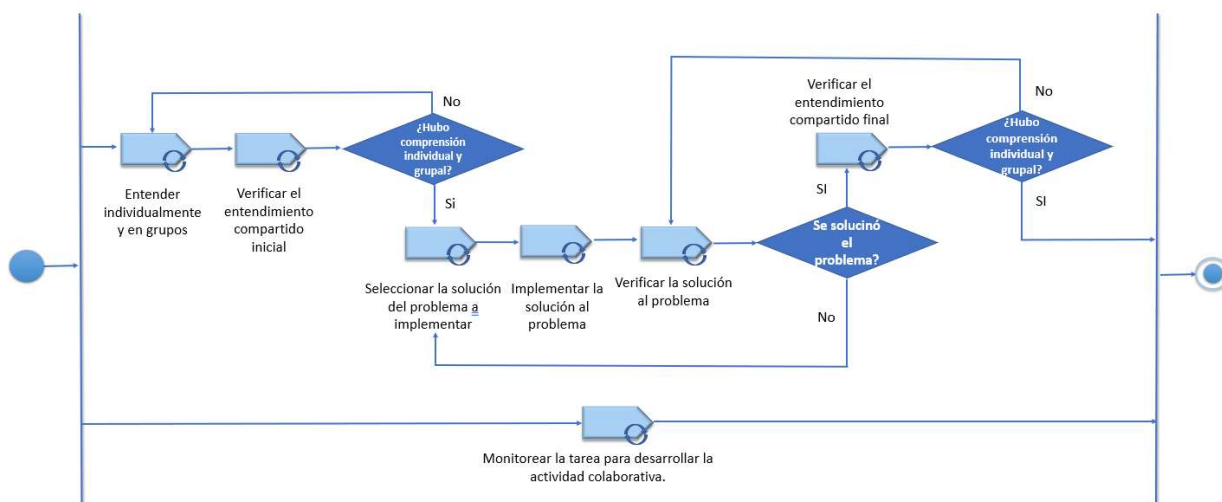 No
¿Hubo
comprensión
individual y
grupal?
Entender
individualmente
y en grupos
Verificar el
entendimiento
compartido
inicial
Si
Seleccionar la solución
del problema a
implementar
Implementar la
solución al
problema
Verificar la solución
al problema
Se solucinó
el
problema?
No
SI
Verificar el
entendimiento
compartido final
¿Hubo
comprensión
individual y
grupal?
No
SI
Monitorear la tarea para desarrollar la
actividad colaborativa.